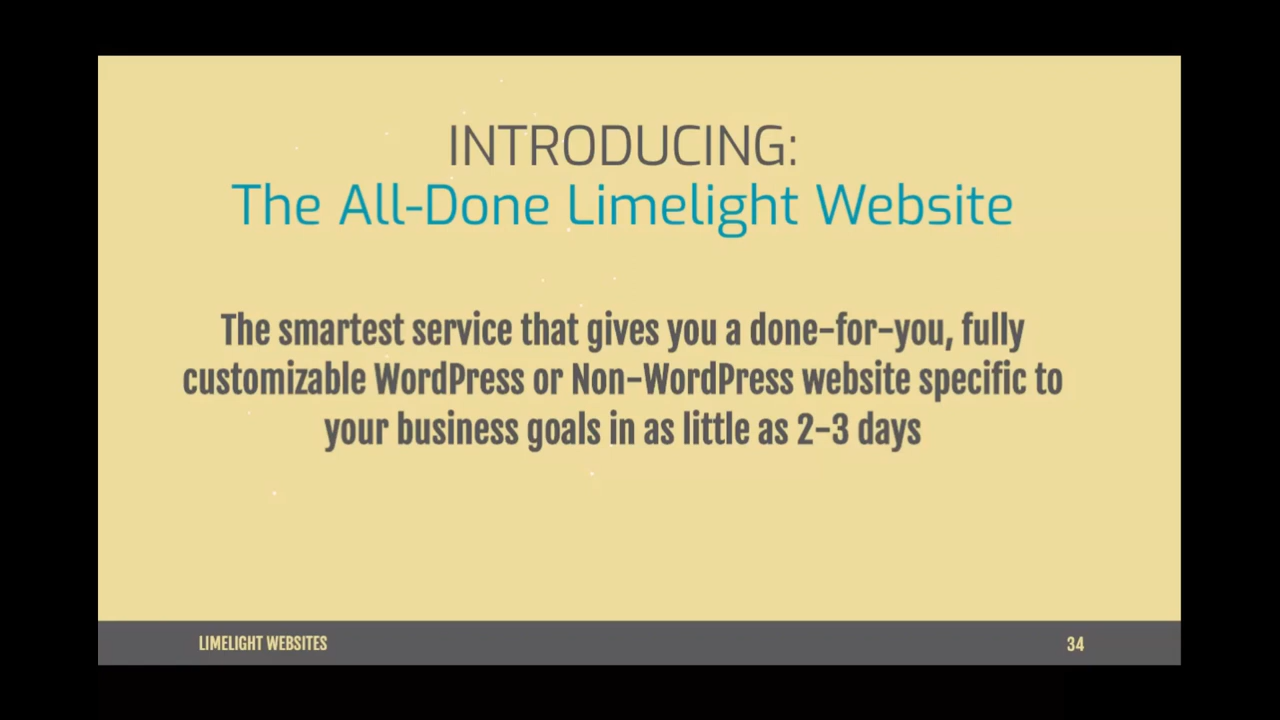 INTRODUCING:
The All-Done Limelight Website
The smartest service that gives you a done-for-you, fully
customizable WordPress or Non-WordPress website specific to
your business goals in as little as 2-3 days
LIMELIGHT WEBSITES
34